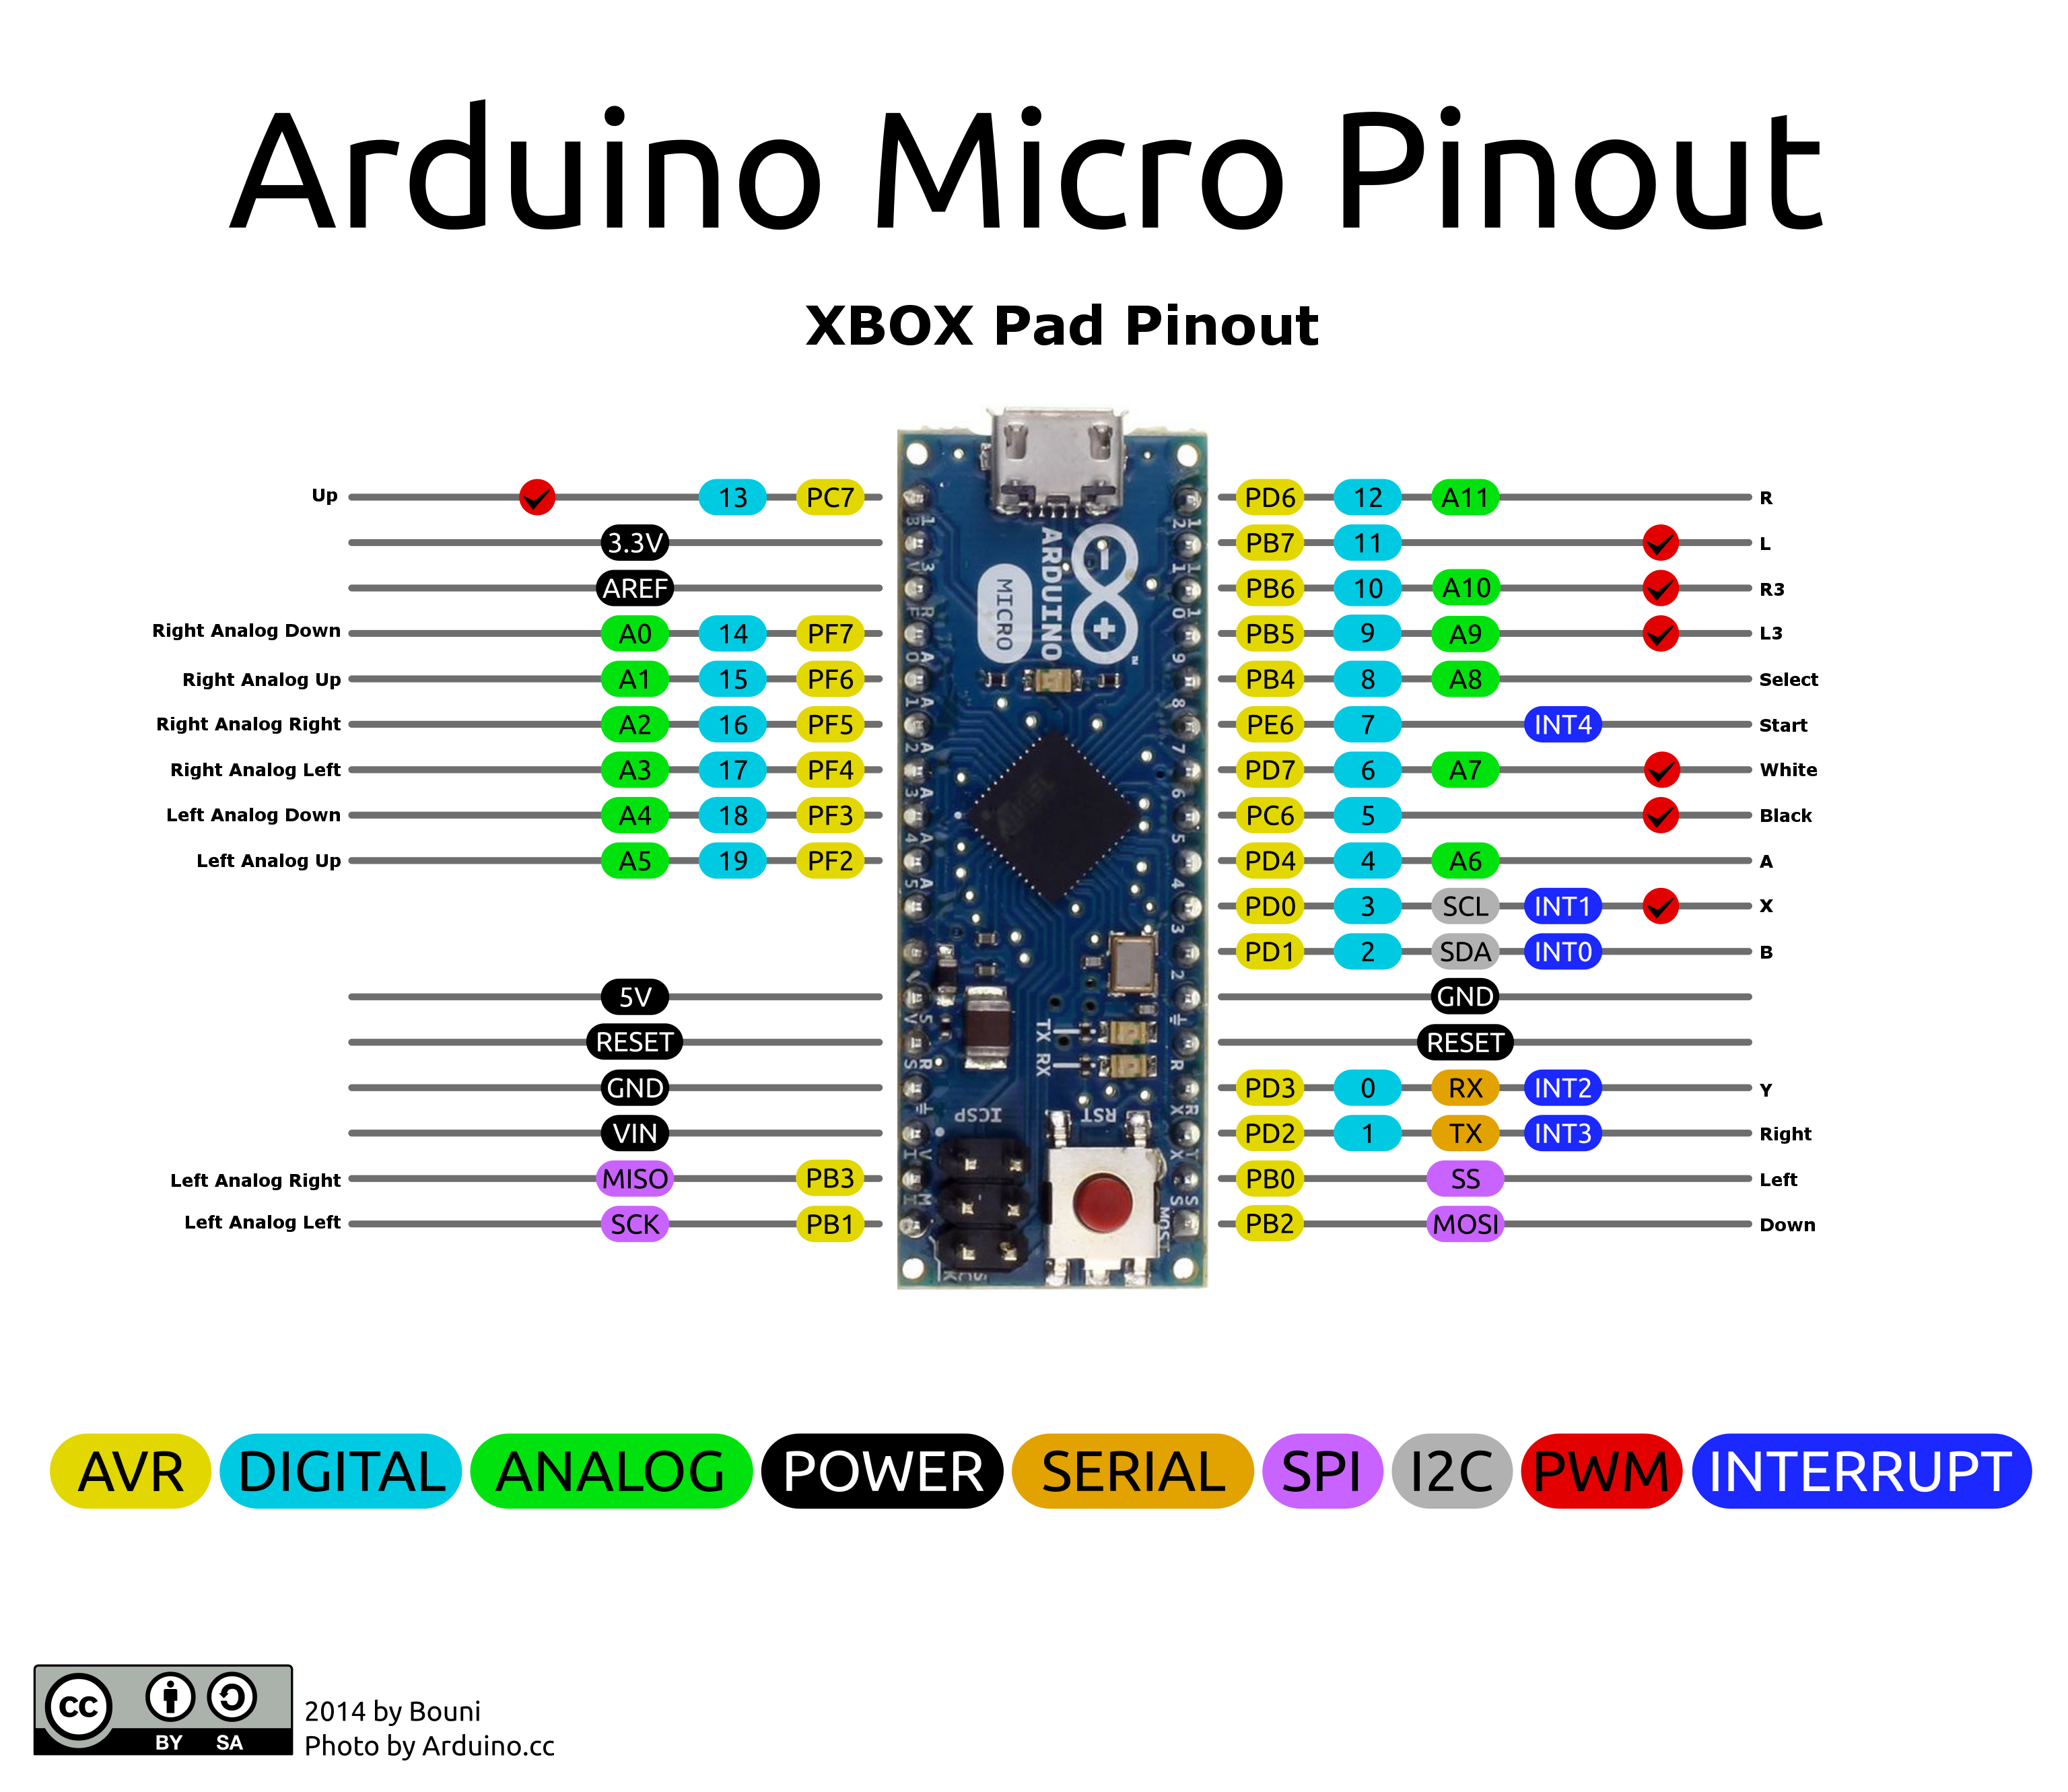 Arduino Micro Pinout
XBOX Pad Pinout
Up 13 PC7
3.3V
AREF
Right Analog Down A0 14 PF7
Right Analog Up A1 15 PF6
Right Analog Right A2 16 PF5
Right Analog Left A3 17 PF4
Left Analog Down A4 18 PF3
Left Analog Up A5 19 PF2
5V
RESET
GND
VIN
Left Analog Right MISO PB3
Left Analog Left SCK PB1
ARDUINO
MICRO
TX
RX
ICSP
RST
PD6 12 A11 R
PB7 11 L
PB6 10 A10 R3
PB5 9 A9 L3
PB4 8 A8 Select
PE6 7 INT4 Start
PD7 6 A7 White
PC6 5 Black
PD4 4 A6 A
PD0 3 SCL INT1 X
PD1 2 SDA INT0 B
GND
RESET
PD3 0 RX INT2 Y
PD2 1 TX INT3 Right
PB0 SS Left
PB2 MOSI Down
AVR DIGITAL ANALOG POWER SERIAL SPI I2C PWM INTERRUPT
CC BY SA
2014 by Bouni
Photo by Arduino.cc